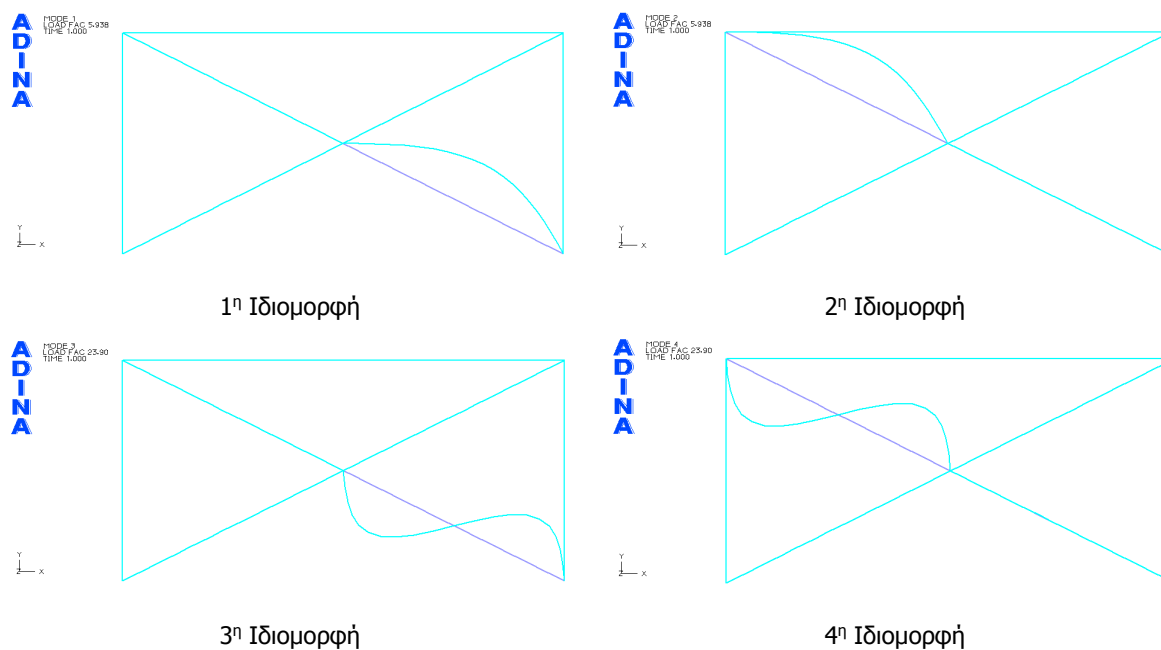 ADINA
MODE 1
LOAD FAC 5.938
TIME 1.000
Y
Z X
1η Ιδιομορφή
ADINA
MODE 2
LOAD FAC 5.938
TIME 1.000
Y
Z X
2η Ιδιομορφή
ADINA
MODE 3
LOAD FAC 23.90
TIME 1.000
Y
Z X
3η Ιδιομορφή
ADINA
MODE 4
LOAD FAC 23.90
TIME 1.000
Y
Z X
4η Ιδιομορφή